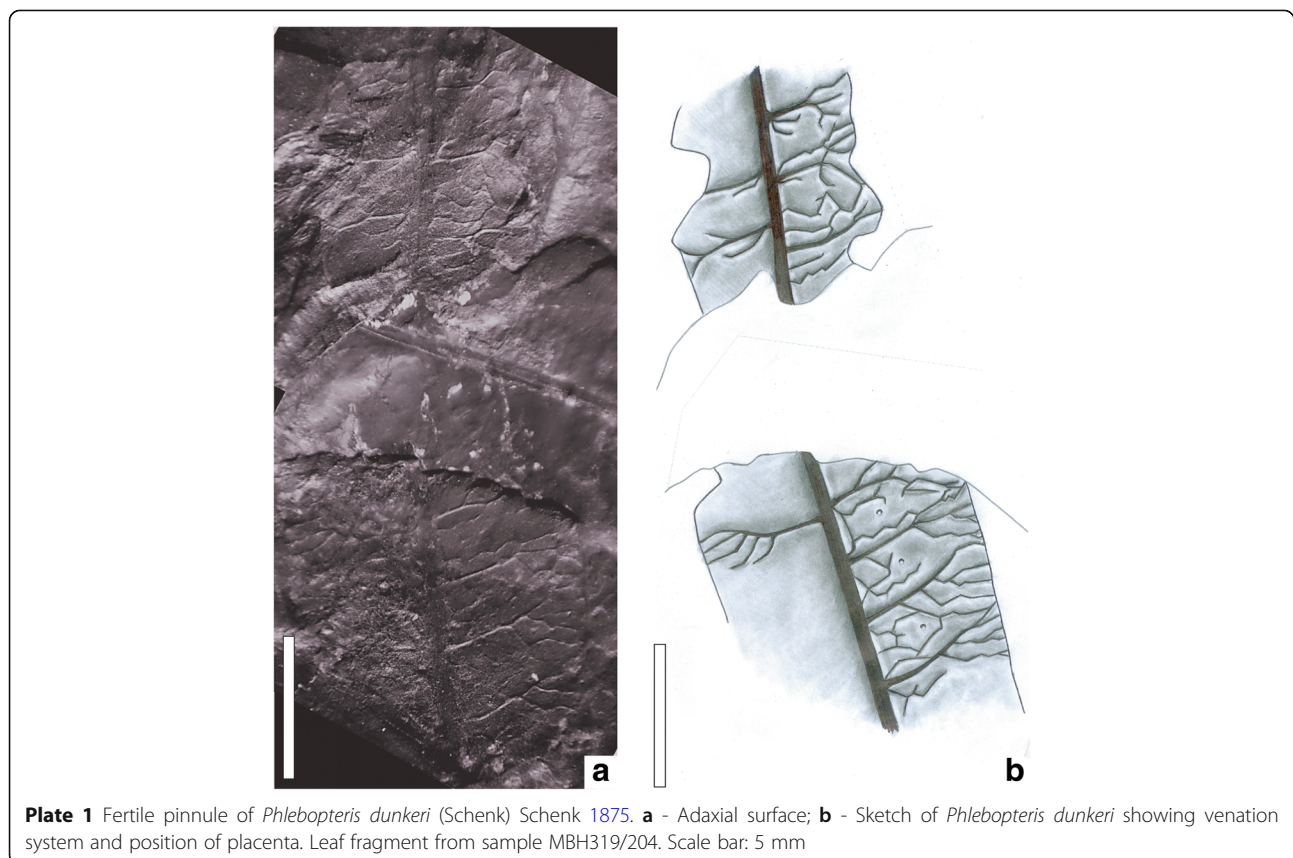 a
b
Plate 1 Fertile pinnule of Phlebopteris dunkeri (Schenk) Schenk 1875. a - Adaxial surface; b - Sketch of Phlebopteris dunkeri showing venation
system and position of placenta. Leaf fragment from sample MBH319/204. Scale bar: 5 mm